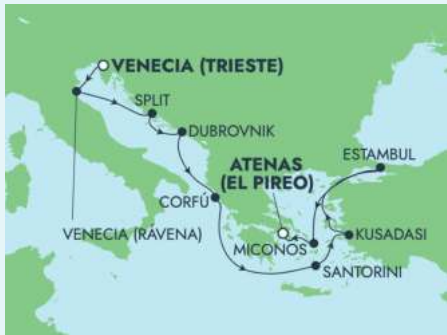 VENECIA (TRIESTE)
SPLIT
DUBROVNIK
ATENAS
(EL PIREO)
ESTAMBUL
CORFÚ
VENECIA (RÁVENA)
MICONOS
KUSADASI
SANTORINI